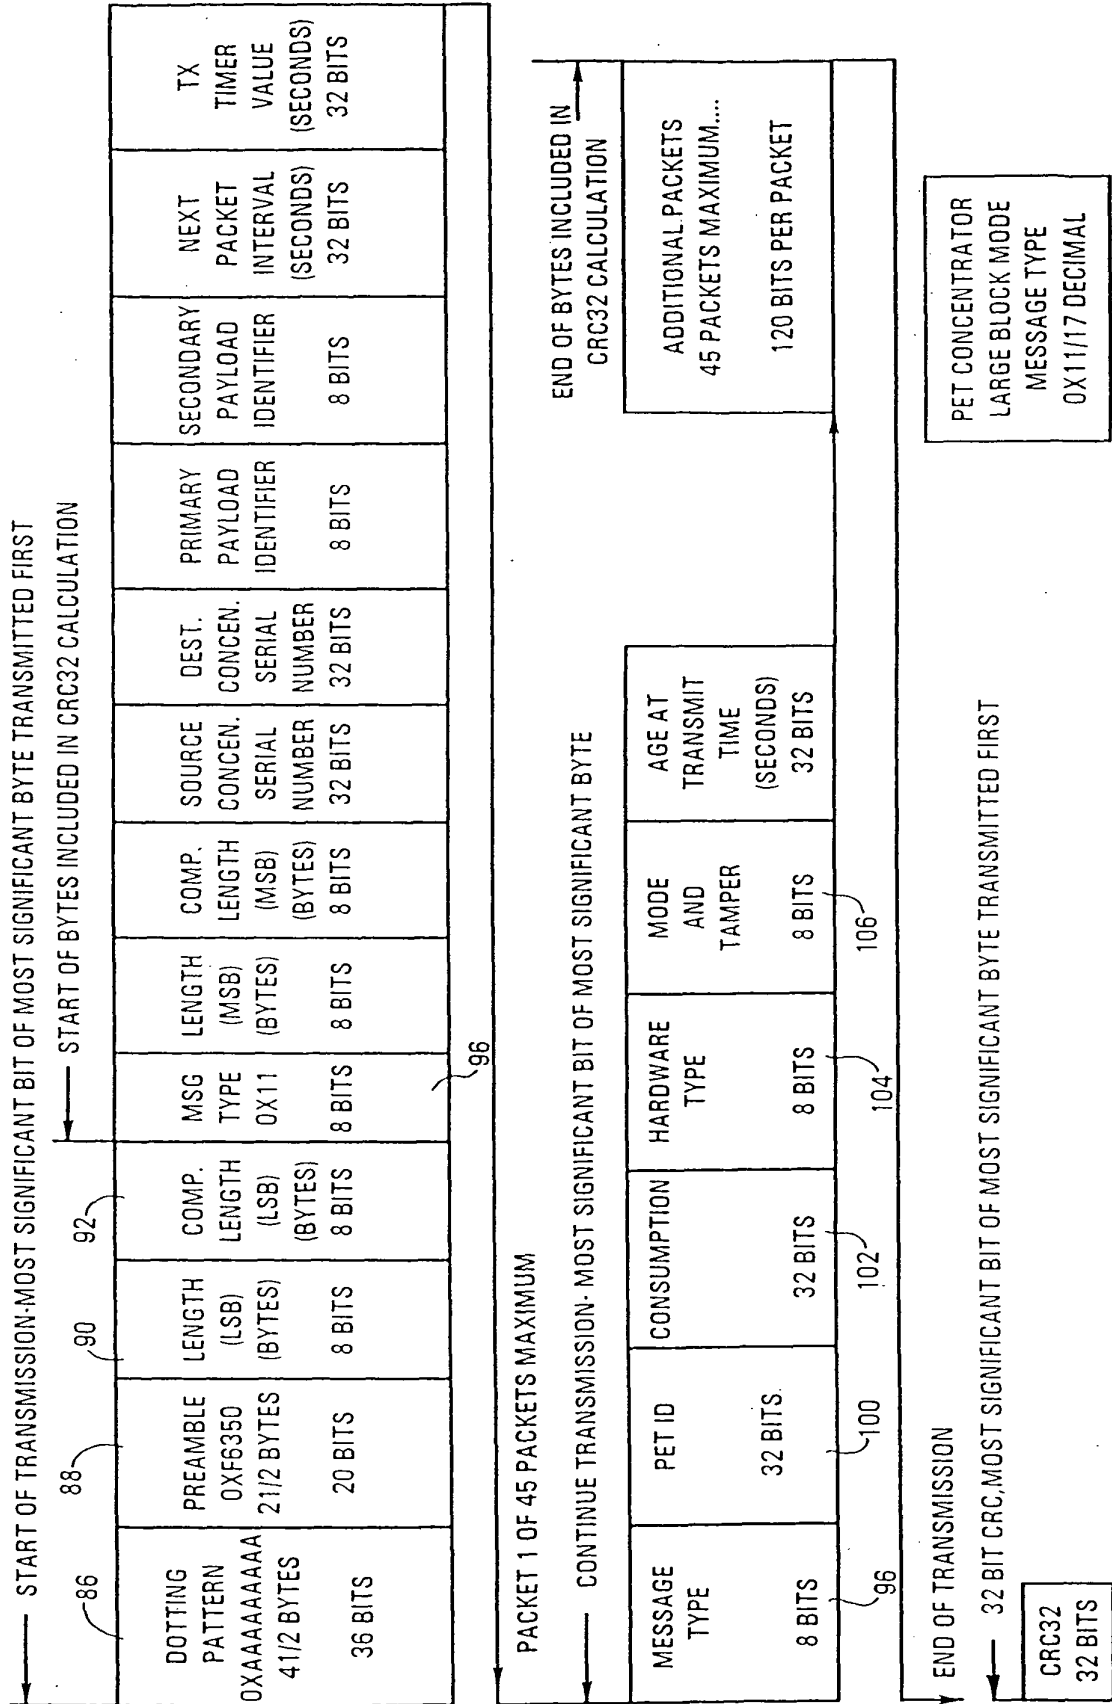 START OF TRANSMISSION-MOST SIGNIFICANT BIT OF MOST SIGNIFICANT BYTE TRANSMITTED FIRST
START OF BYTES INCLUDED IN CRC32 CALCULATION
86
88
90
92
DOTTING
PATTERN
0XAAAAAAAAA
41/2 BYTES
36 BITS
PREAMBLE
0XF6350
21/2 BYTES
20 BITS
LENGTH
(LSB)
(BYTES)
8 BITS
COMP.
LENGTH
(LSB)
(BYTES)
8 BITS
MSG
TYPE
0X11
8 BITS
96
LENGTH
(MSB)
(BYTES)
8 BITS
COMP.
LENGTH
(MSB)
(BYTES)
8 BITS
SOURCE
CONCEN.
SERIAL
NUMBER
32 BITS
DEST.
CONCEN.
SERIAL
NUMBER
32 BITS
PRIMARY
PAYLOAD
IDENTIFIER
8 BITS
SECONDARY
PAYLOAD
IDENTIFIER
8 BITS
NEXT
PACKET
INTERVAL
(SECONDS)
32 BITS
TX
TIMER
VALUE
(SECONDS)
32 BITS
PACKET 1 OF 45 PACKETS MAXIMUM
CONTINUE TRANSMISSION- MOST SIGNIFICANT BIT OF MOST SIGNIFICANT BYTE
END OF BYTES INCLUDED IN
CRC32 CALCULATION
MESSAGE
TYPE
8 BITS
96
PET ID
32 BITS.
100
CONSUMPTION
32 BITS
102
HARDWARE
TYPE
8 BITS
104
MODE
AND
TAMPER
8 BITS
106
AGE AT
TRANSMIT
TIME
(SECONDS)
32 BITS
ADDITIONAL PACKETS
45 PACKETS MAXIMUM....
120 BITS PER PACKET
END OF TRANSMISSION
32 BIT CRC,MOST SIGNIFICANT BIT OF MOST SIGNIFICANT BYTE TRANSMITTED FIRST
CRC32
32 BITS
PET CONCENTRATOR
LARGE BLOCK MODE
MESSAGE TYPE
0X11/17 DECIMAL